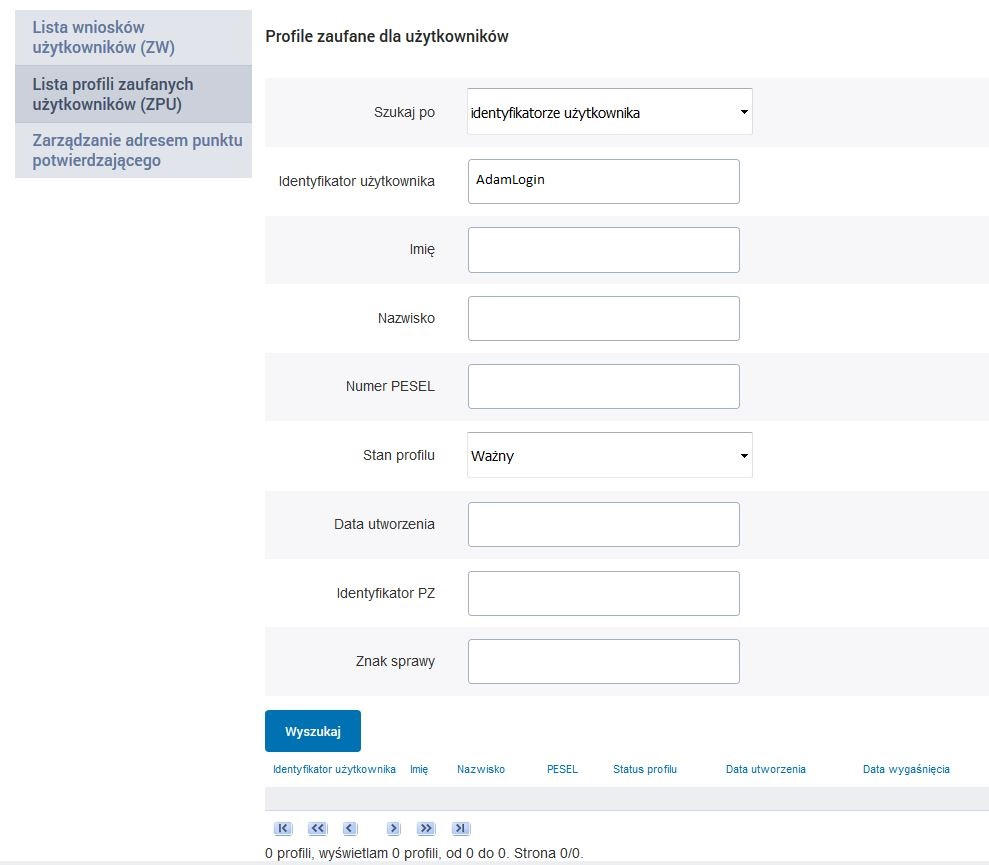 Lista wniosków
użytkowników (ZW)
Lista profili zaufanych
użytkowników (ZPU)
Zarządzanie adresem punktu
potwierdzającego
Profile zaufane dla użytkowników
Szukaj po identyfikatorze użytkownika
Identyfikator użytkownika AdamLogin
Imię
Nazwisko
Numer PESEL
Stan profilu Ważny
Data utworzenia
Identyfikator PZ
Znak sprawy
Wyszukaj
Identyfikator użytkownika Imię Nazwisko PESEL Status profilu Data utworzenia Data wygaśnięcia
0 profili, wyświetlam 0 profili, od 0 do 0. Strona 0/0.